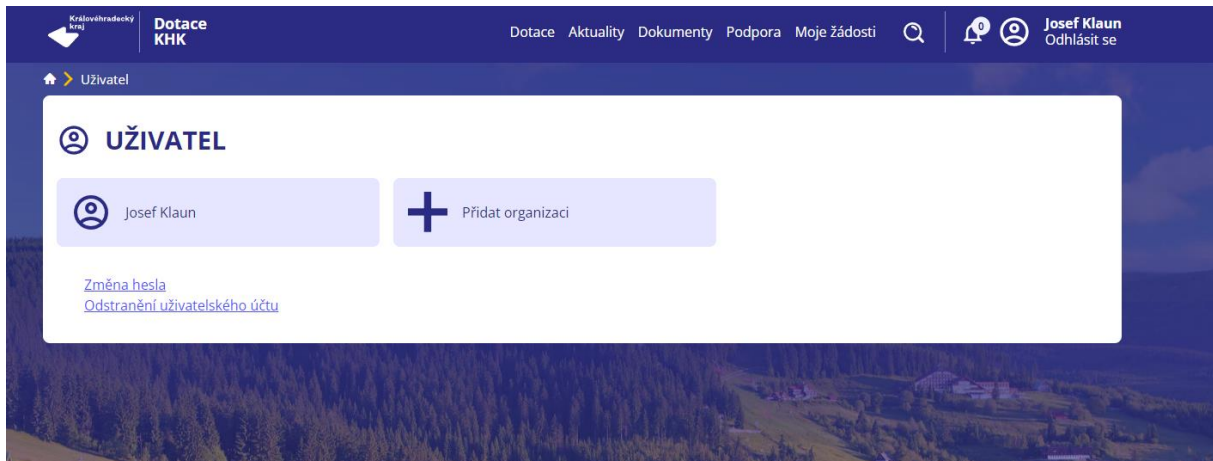 Královéhradecký
kraj
Dotace
KHK
Dotace Aktuality Dokumenty Podpora Moje žádosti
0
Josef Klaun
Odhlásit se
Uživatel
UŽIVATEL
Josef Klaun
Přidat organizaci
Změna hesla
Odstranění uživatelského účtu